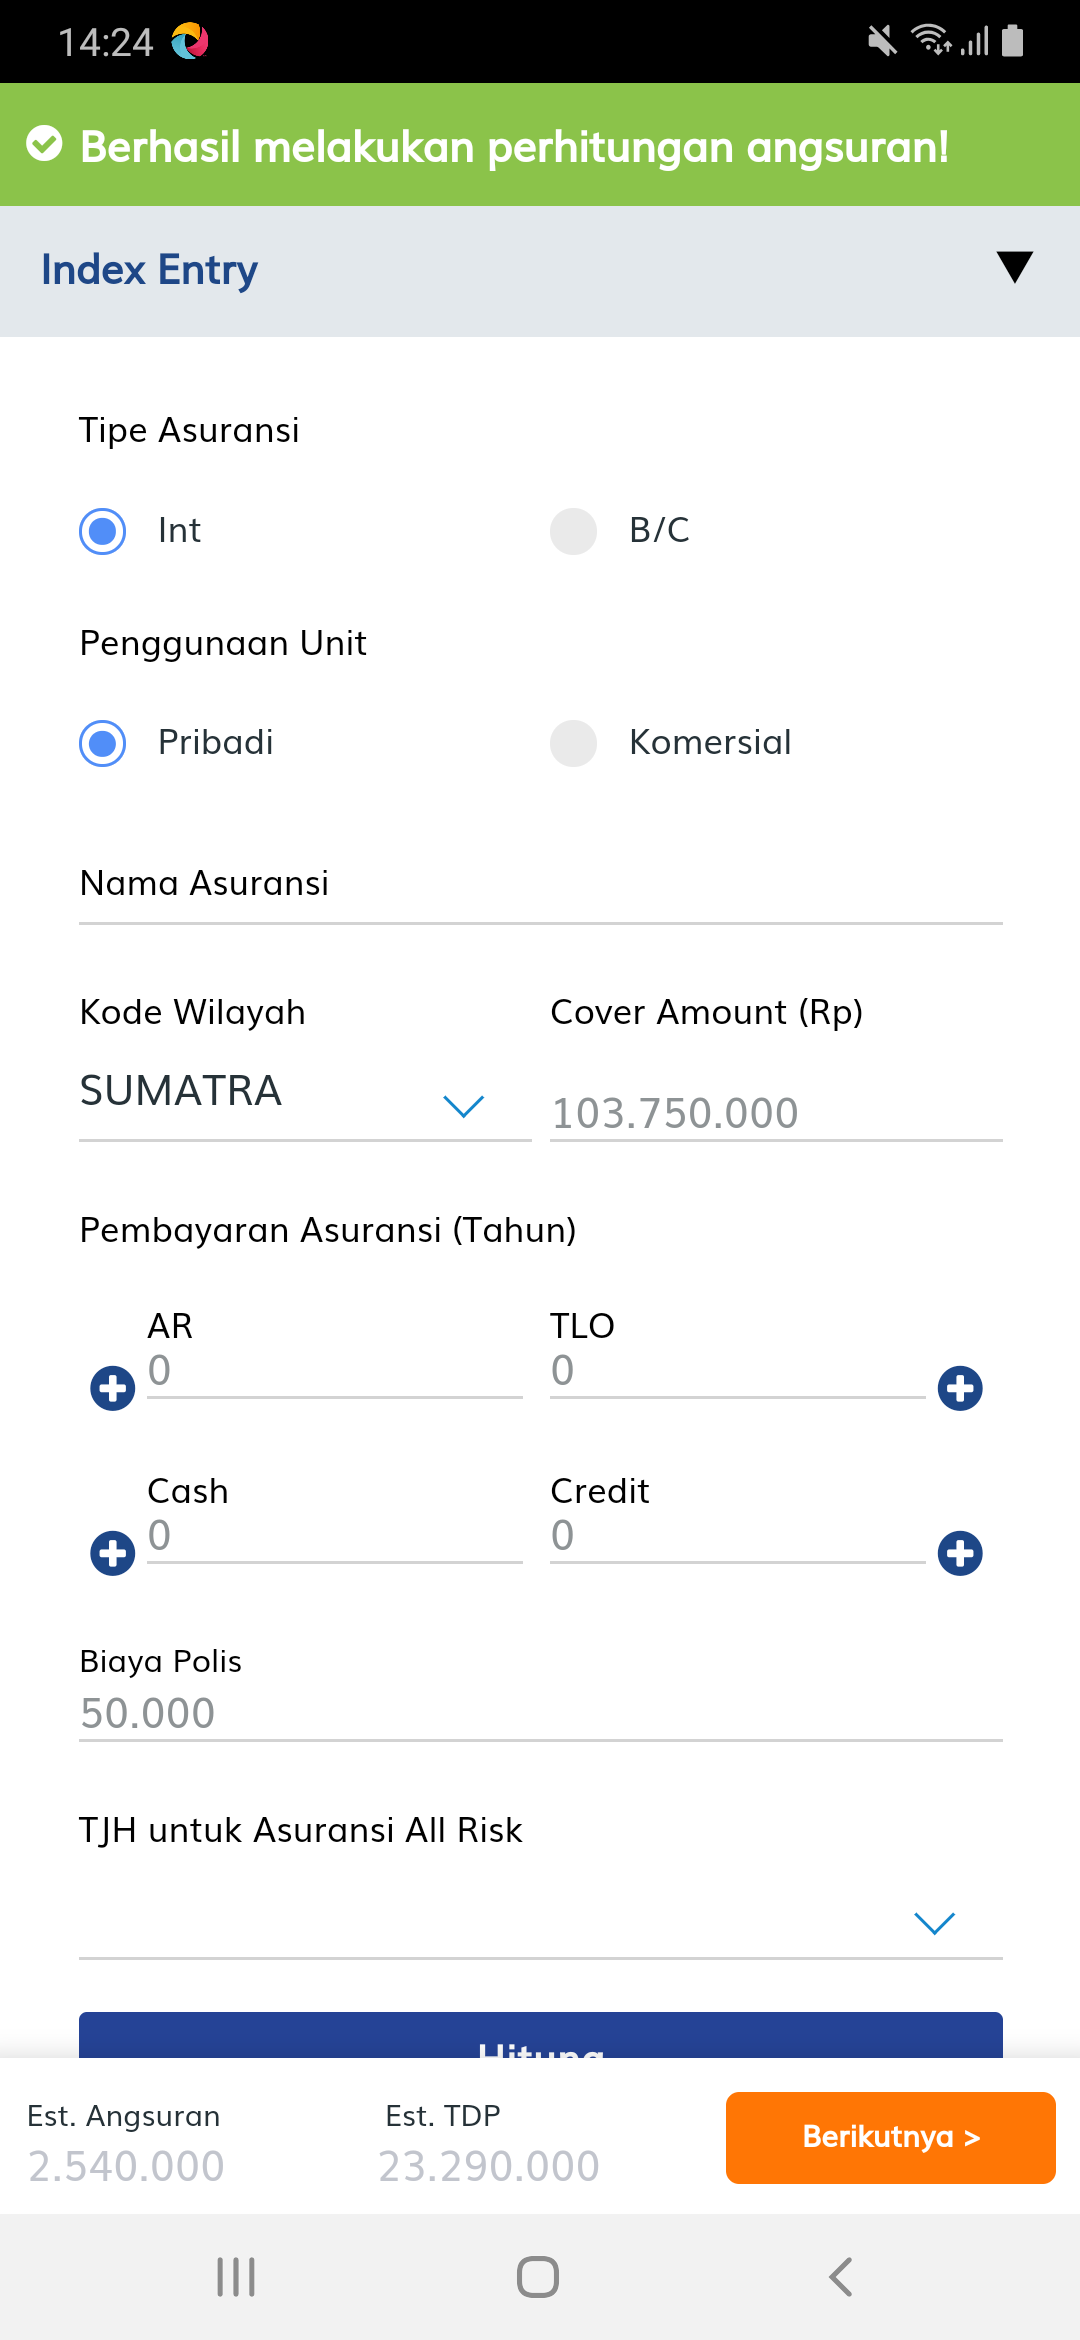 14:24
Berhasil melakukan perhitungan angsuran!
Index Entry
Tipe Asuransi
Int
B/C
Penggunaan Unit
Pribadi
Komersial
Nama Asuransi
Kode Wilayah
Cover Amount (Rp)
SUMATRA
103.750.000
Pembayaran Asuransi (Tahun)
AR
TLO
0
0
Cash
Credit
0
0
Biaya Polis
50.000
TJH untuk Asuransi All Risk
Hitung
Est. Angsuran
Est. TDP
2.540.000
23.290.000
Berikutnya >